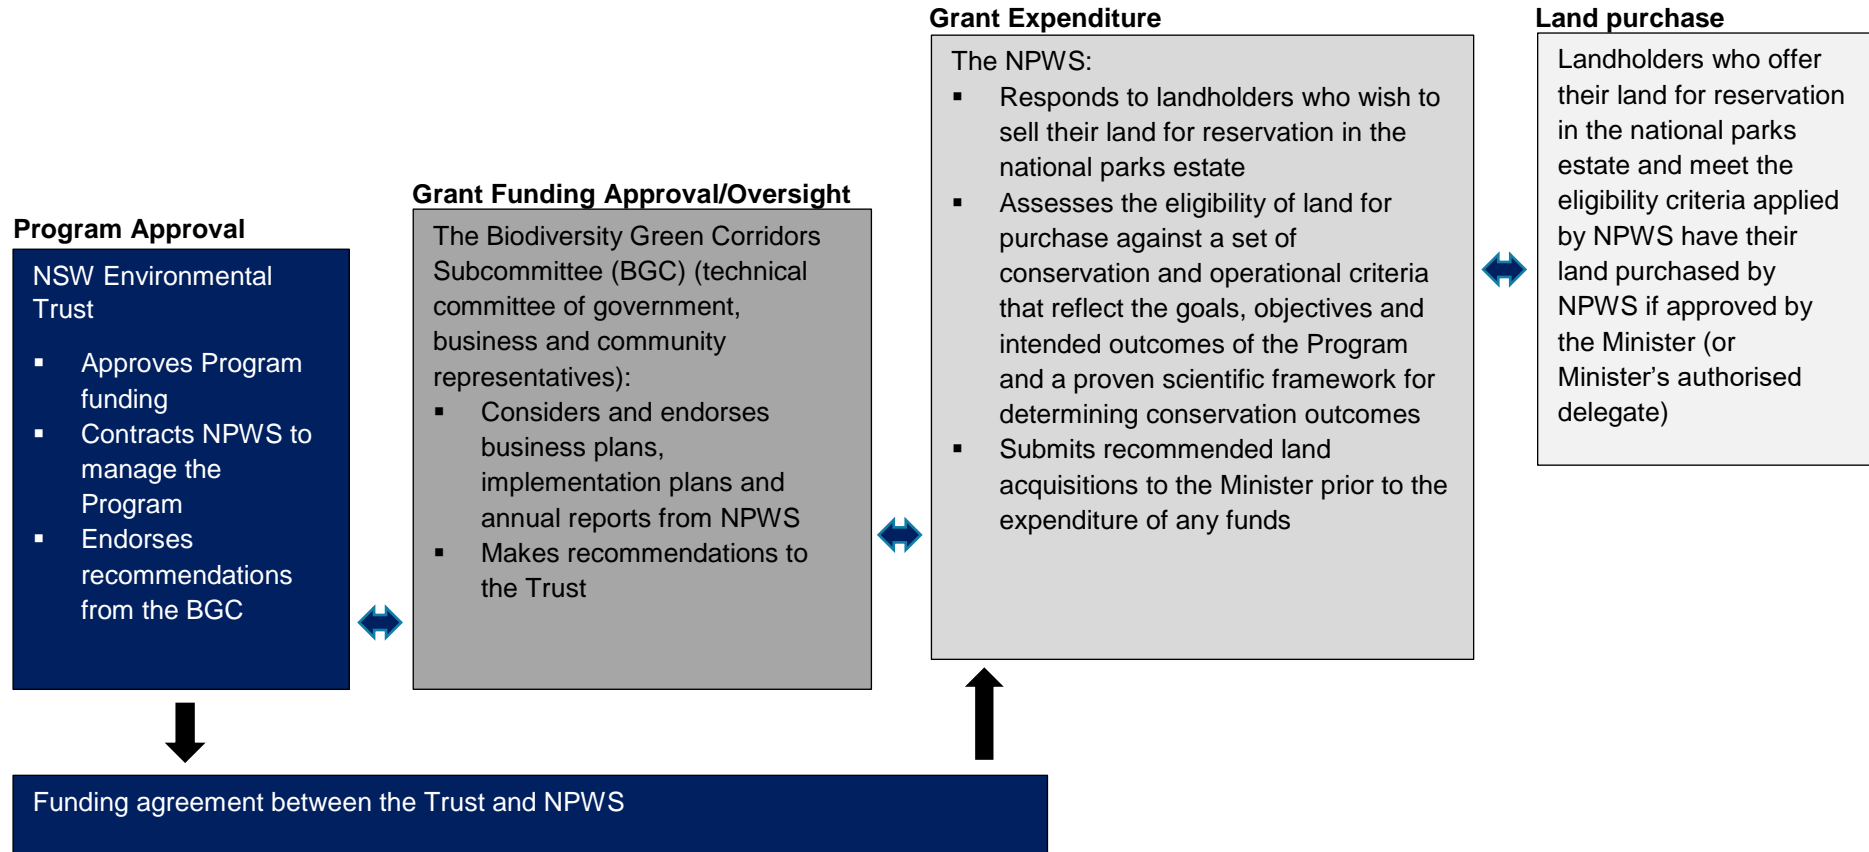 Program Approval
NSW Environmental
Trust
▪ Approves Program
funding
▪ Contracts NPWS to
manage the
Program
▪ Endorses
recommendations
from the BGC
Grant Funding Approval/Oversight
The Biodiversity Green Corridors
Subcommittee (BGC) (technical
committee of government,
business and community
representatives):
▪ Considers and endorses
business plans,
implementation plans and
annual reports from NPWS
▪ Makes recommendations to
the Trust
Grant Expenditure
The NPWS:
▪ Responds to landholders who wish to
sell their land for reservation in the
national parks estate
▪ Assesses the eligibility of land for
purchase against a set of
conservation and operational criteria
that reflect the goals, objectives and
intended outcomes of the Program
and a proven scientific framework for
determining conservation outcomes
▪ Submits recommended land
acquisitions to the Minister prior to the
expenditure of any funds
Land purchase
Landholders who offer
their land for reservation
in the national parks
estate and meet the
eligibility criteria applied
by NPWS have their
land purchased by
NPWS if approved by
the Minister (or
Minister’s authorised
delegate)
Funding agreement between the Trust and NPWS